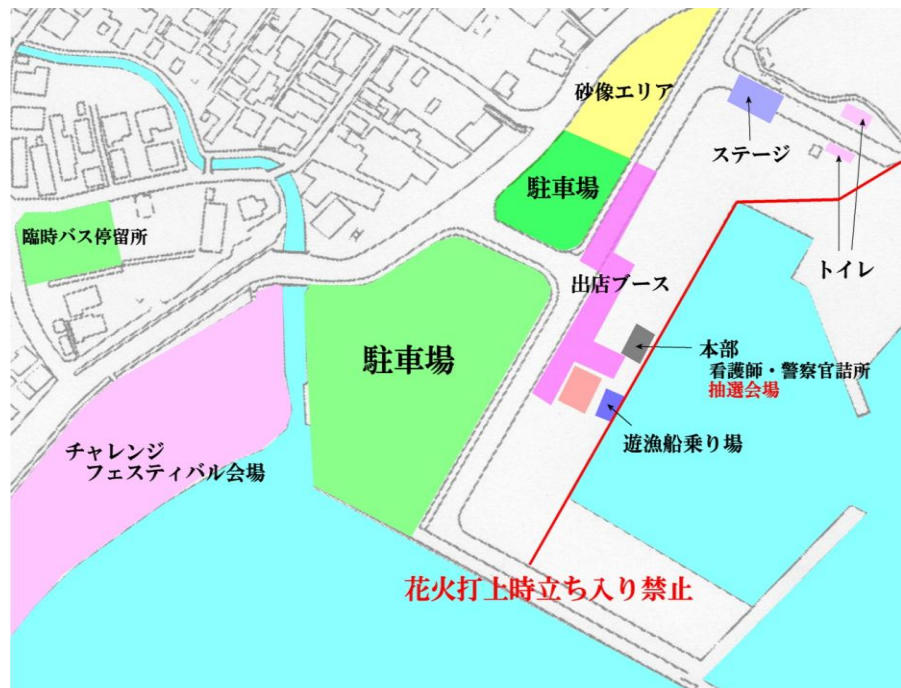 砂像エリア
ステージ
駐車場
臨時バス停留所
トイレ
出店ブース
駐車場
本部
看護師・警察官詰所
抽選会場
遊漁船乗り場
チャレンジ
フェスティバル会場
花火打上時立ち入り禁止